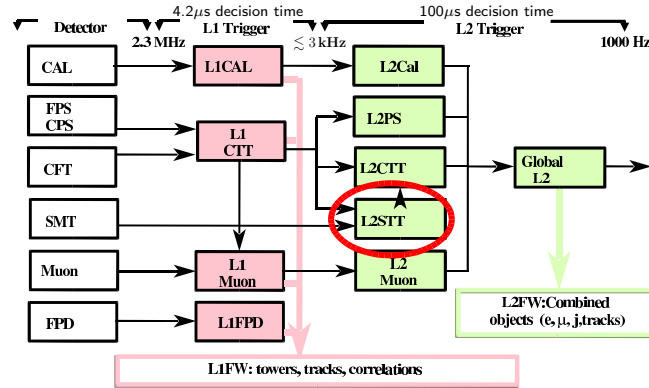 4.2μs decision time
100μs decision time
Detector
L1 Trigger
L2 Trigger
2.3 MHz
≲ 3 kHz
1000 Hz
CAL
L1CAL
L2Cal
FPS
CPS
L1
CTT
L2PS
CFT
L2CTT
Global
L2
SMT
L2STT
Muon
L1
Muon
L2
Muon
FPD
L1FPD
L2FW:Combined
objects (e, μ, j,tracks)
L1FW: towers, tracks, correlations